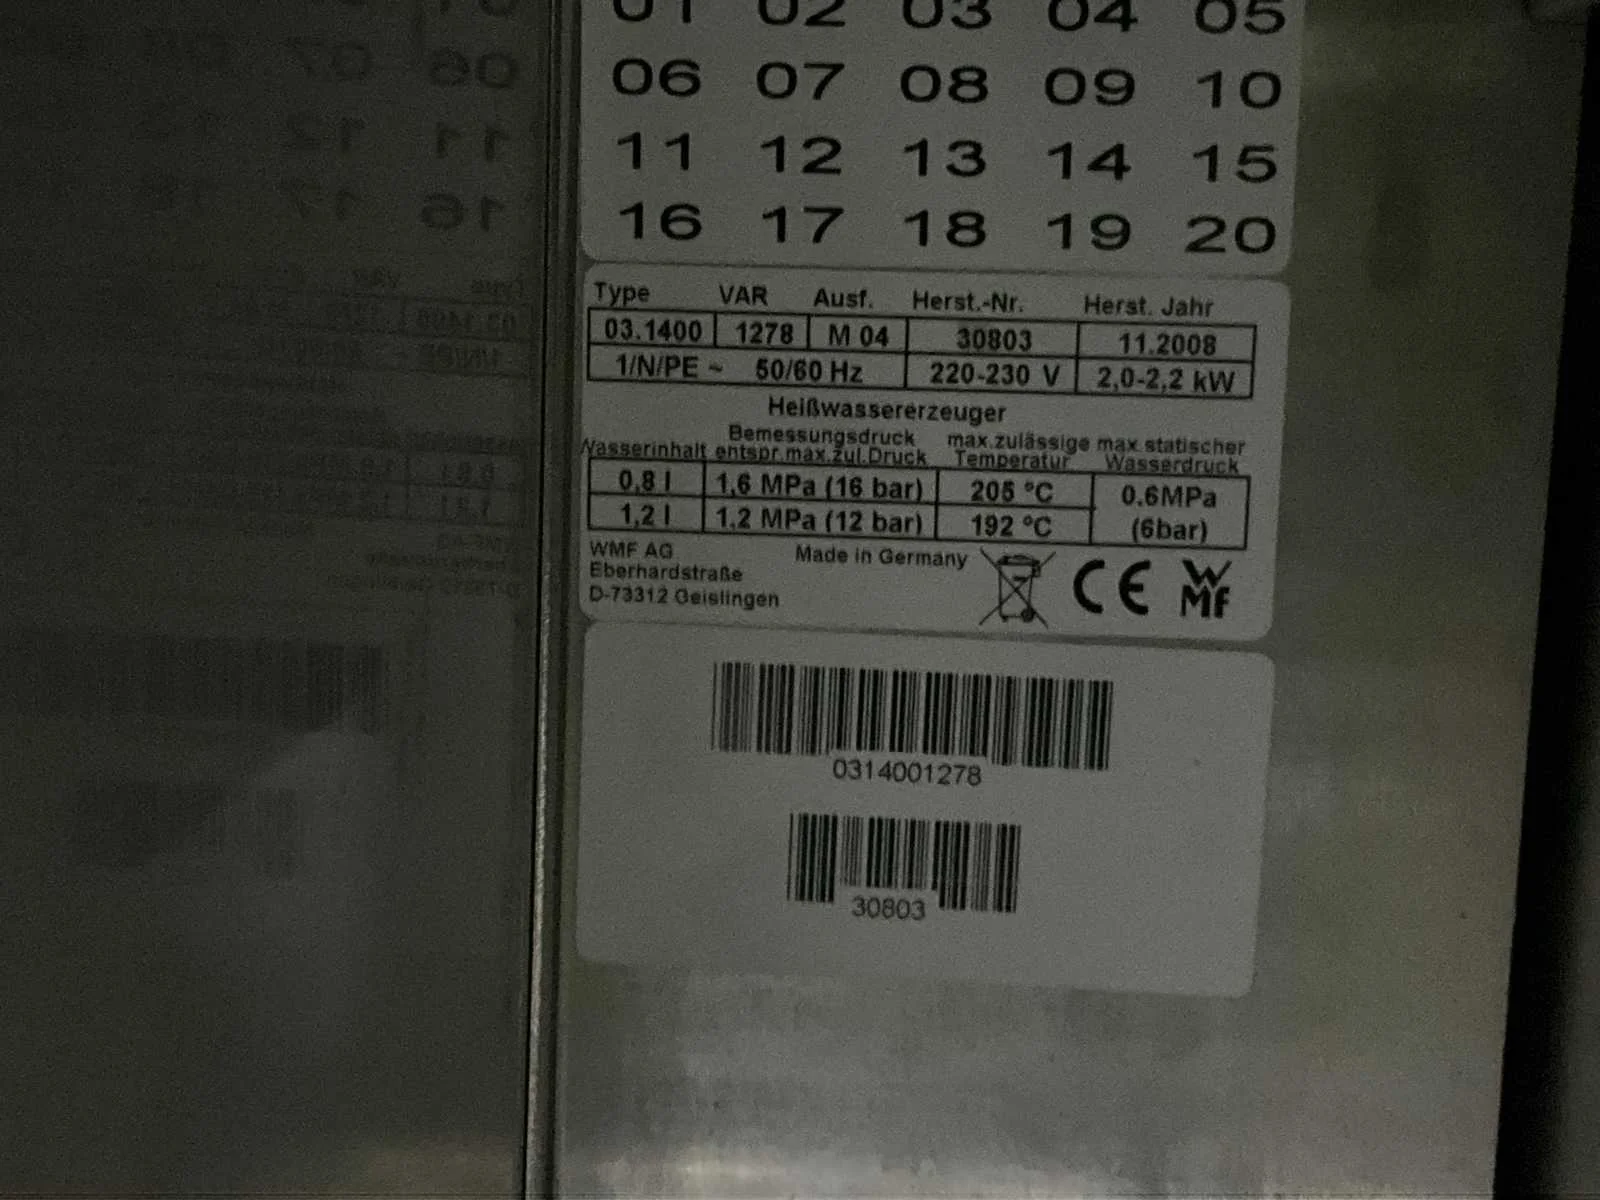 01 02 03 04 05
06 07 08 09 10
11 12 13 14 15
16 17 18 19 20
Type VAR Ausf. Herst.-Nr. Herst. Jahr
03.1400 1278 M 04 30803 11.2008
1/N/PE ~ 50/60 Hz 220-230 V 2,0-2,2 kW
Heißwassererzeuger
Wasserinhalt Bemessungsdruck entspr.max.zul.Druck max.zulässige Temperatur max.statischer Wasserdruck
0,8 l 1,6 MPa (16 bar) 205 °C 0.6MPa
1,2 l 1,2 MPa (12 bar) 192 °C (6bar)
WMF AG Made in Germany
Eberhardstraße
D-73312 Geislingen
CE WMF
0314001278
30803